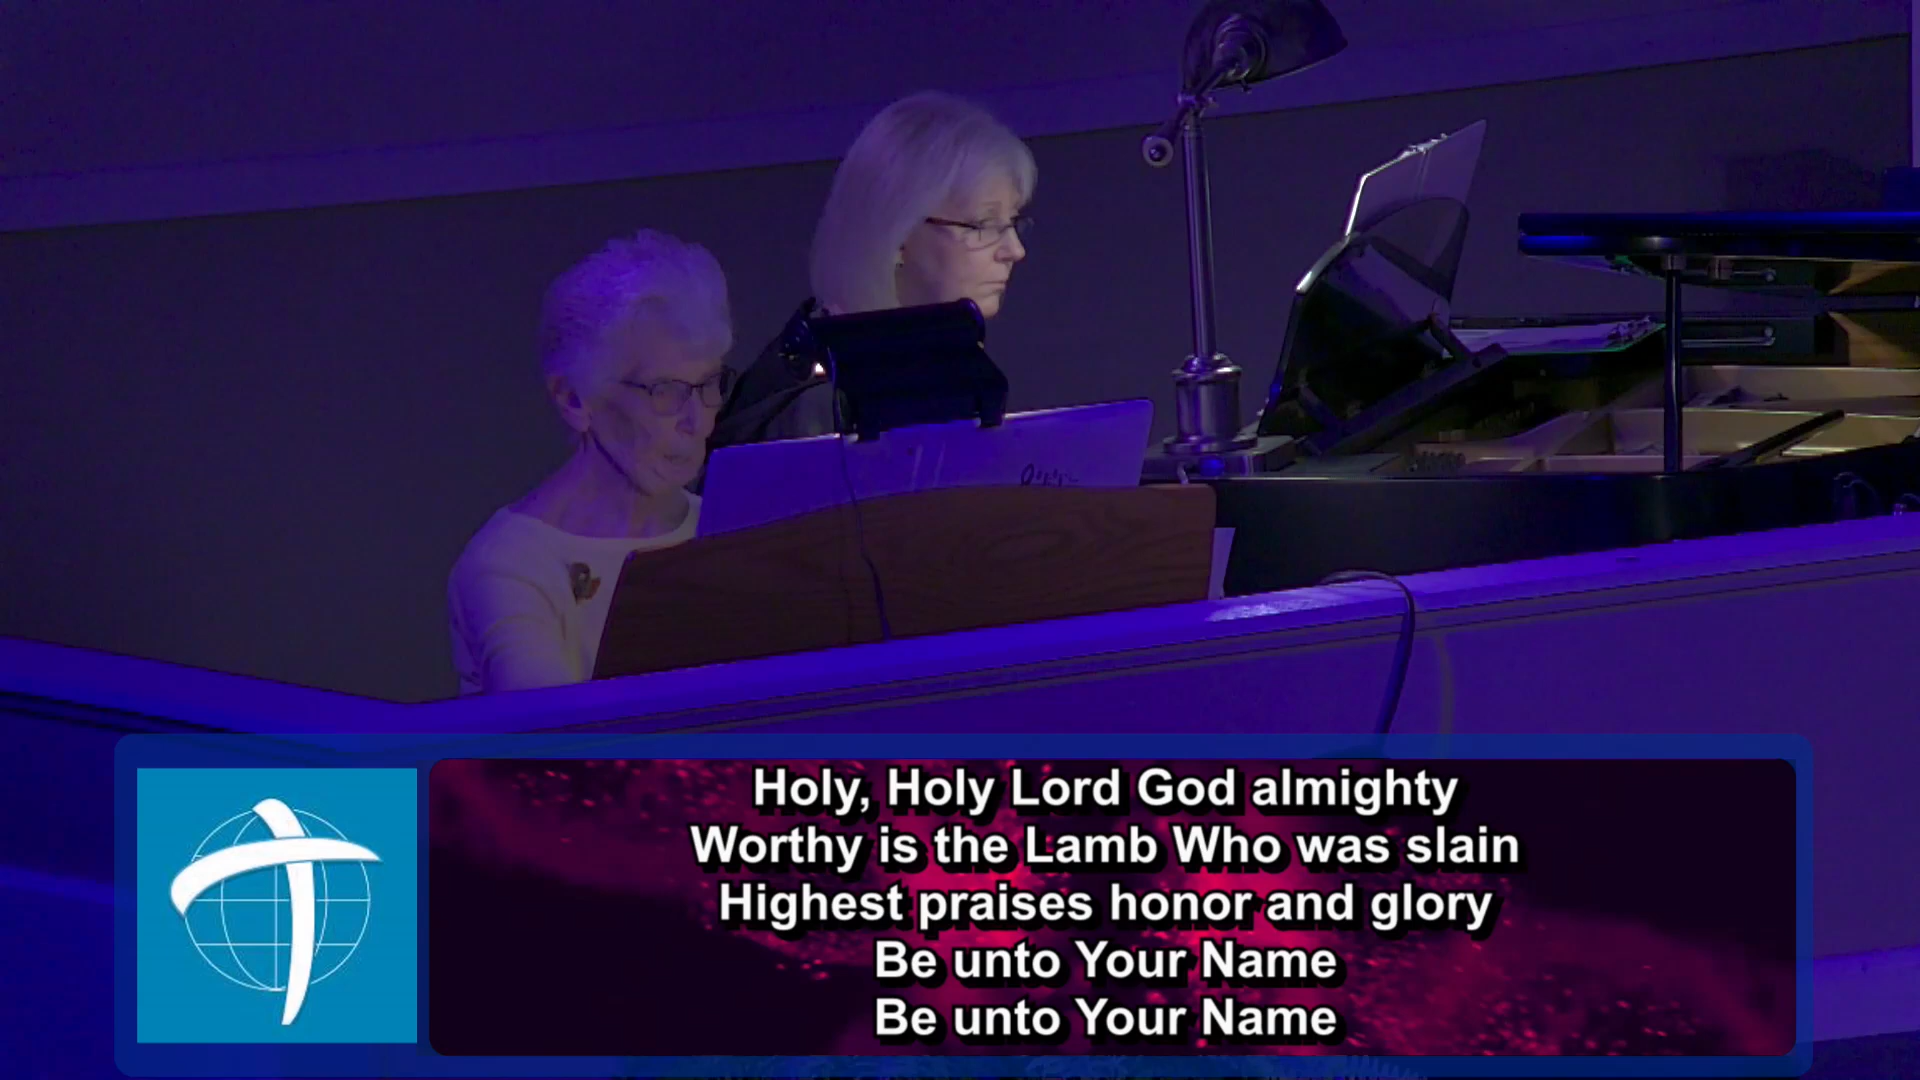 Holy, Holy Lord God almighty
Worthy is the Lamb Who was slain
Highest praises honor and glory
Be unto Your Name
Be unto Your Name